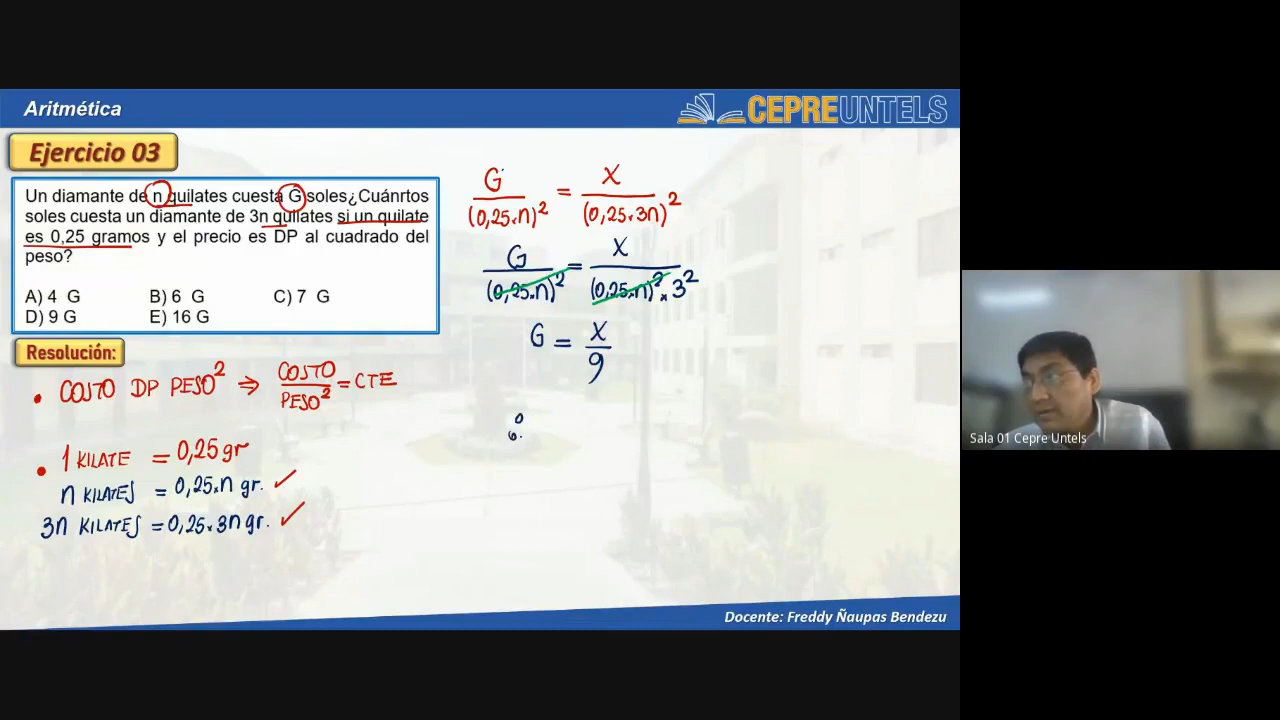 Aritmética
CEPREUNTELS
Ejercicio 03
Un diamante de n quilates cuesta G soles¿Cuánrtos
soles cuesta un diamante de 3n quilates si un quilate
es 0,25 gramos y el precio es DP al cuadrado del
peso?
A) 4 G B) 6 G C) 7 G
D) 9 G E) 16 G
Resolución:
• COSTO DP PESO² ⇒ COSTO/PESO² = CTE
• 1 KILATE = 0,25 gr
n KILATES = 0,25×n gr. ✓
3n KILATES = 0,25×3n gr. ✓
G/(0,25×n)² = X/(0,25×3n)²
G/(0,25×n)² = X/(0,25×n)²×3²
G = X/9
Sala 01 Cepre Untels
Docente: Freddy Ñaupas Bendezu